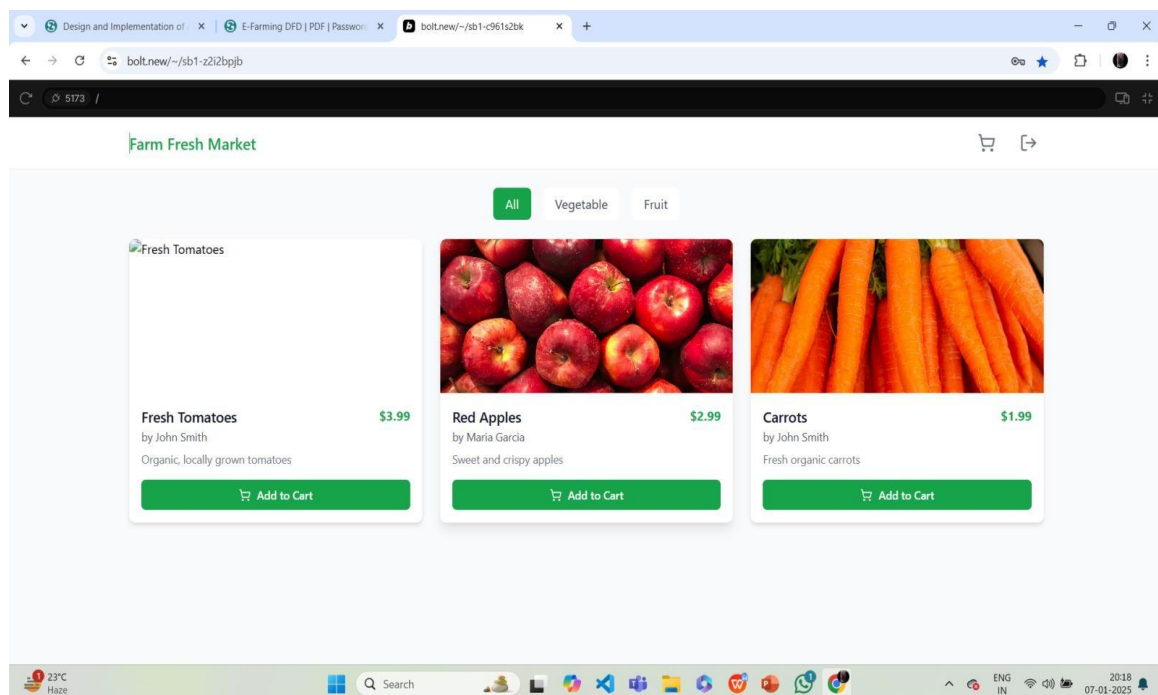 Design and Implementation of
E-Farming DFD | PDF | Passwor
bolt.new/~/sb1-c961s2bk
bolt.new/~/sb1-z2i2bpjb
5173 /
Farm Fresh Market
All Vegetable Fruit
Fresh Tomatoes
Fresh Tomatoes $3.99
by John Smith
Organic, locally grown tomatoes
Add to Cart
Red Apples $2.99
by Maria Garcia
Sweet and crispy apples
Add to Cart
Carrots $1.99
by John Smith
Fresh organic carrots
Add to Cart
1
23°C
Haze
Search
ENG
IN
20:18
07-01-2025